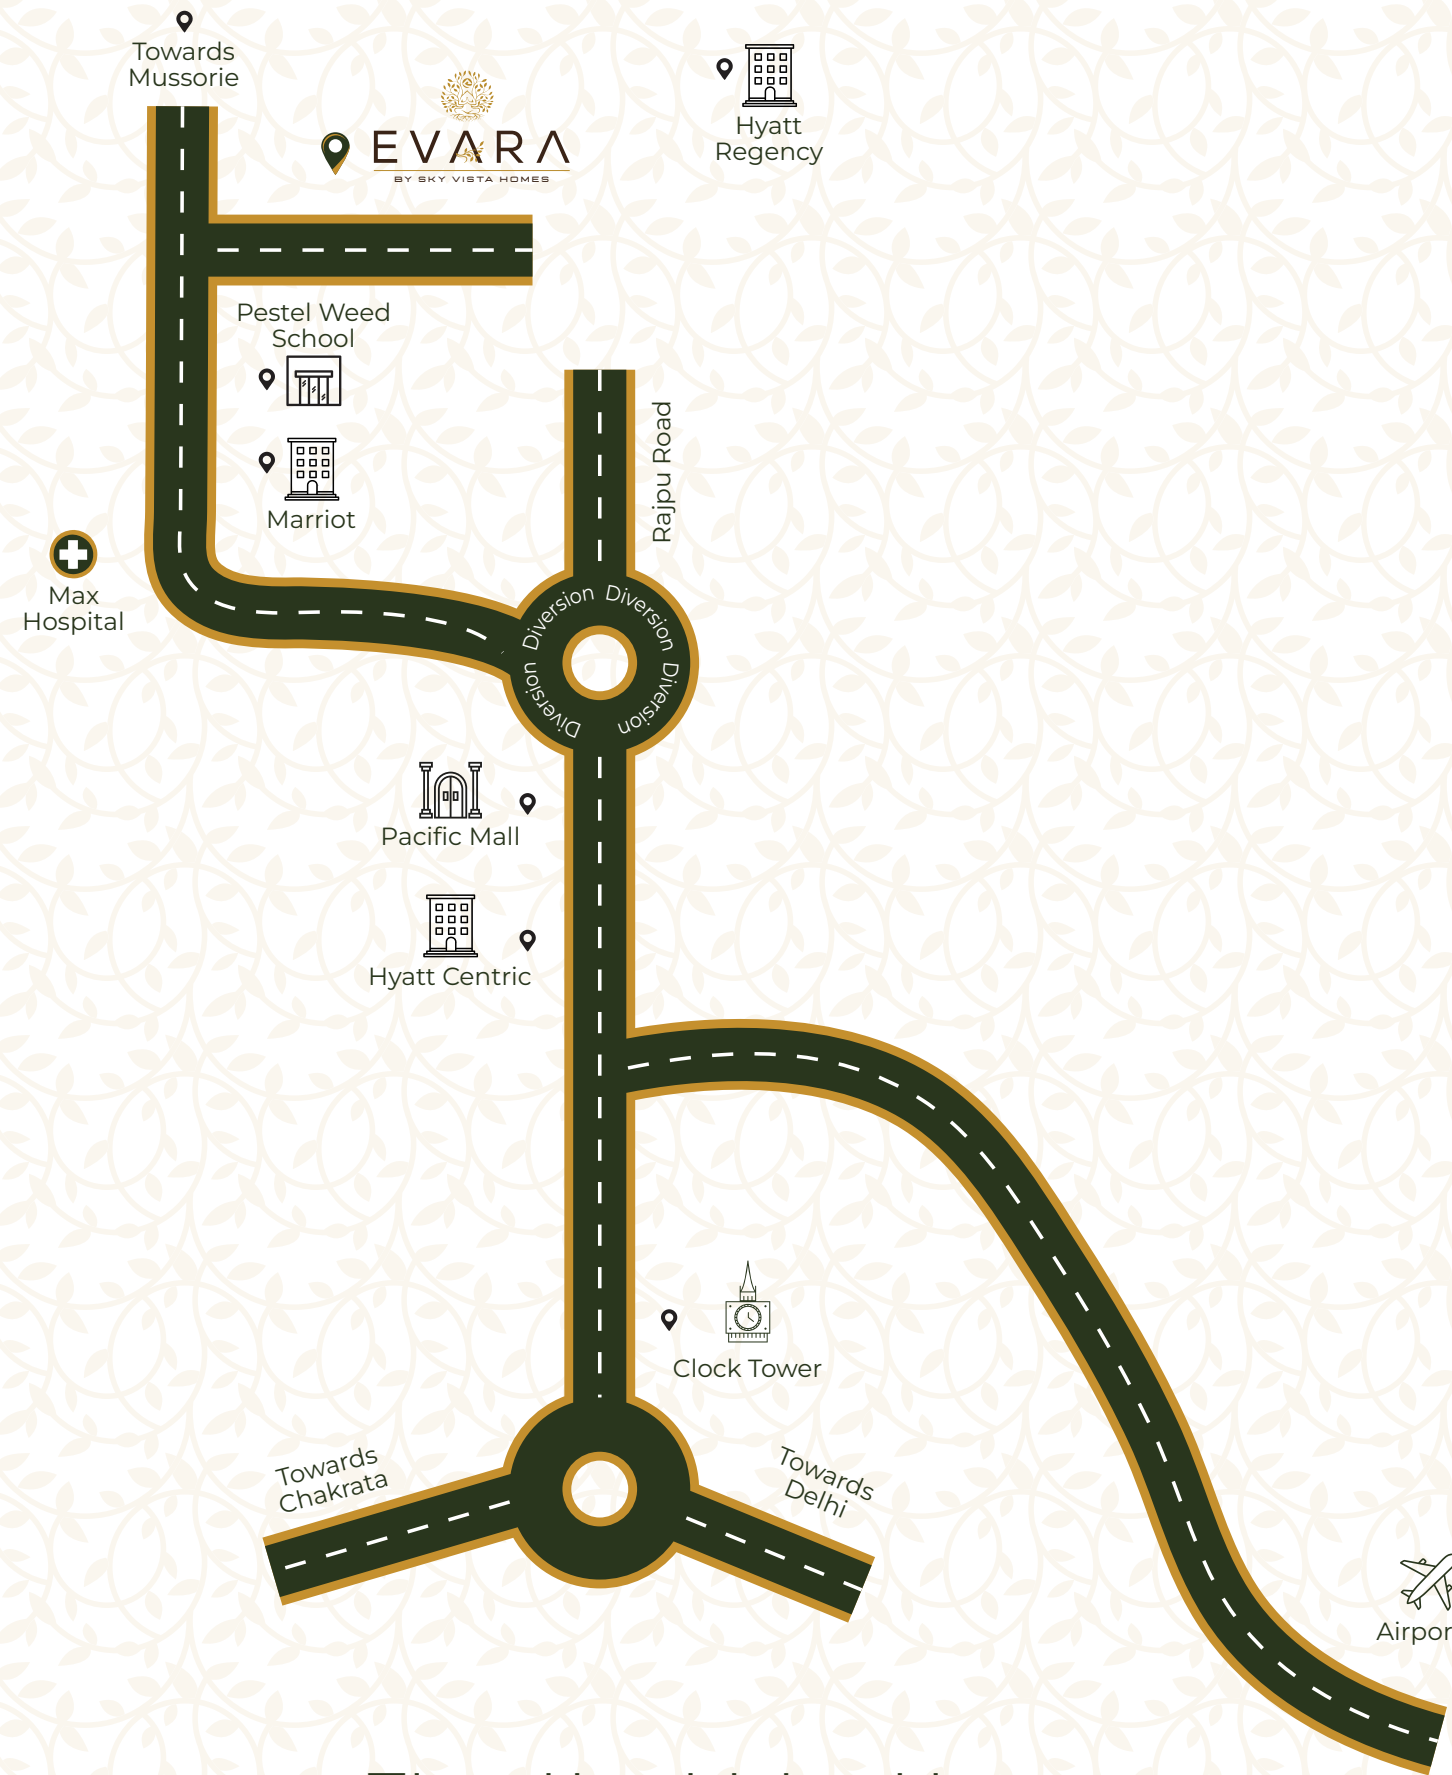 Towards
Mussorie
EVARA
BY SKY VISTA HOMES
Hyatt
Regency
Pestel Weed
School
Marriot
Rajpu Road
Max
Hospital
Diversion Diversion Diversion Diversion
Pacific Mall
Hyatt Centric
Clock Tower
Towards
Chakrata
Towards
Delhi
Airpor